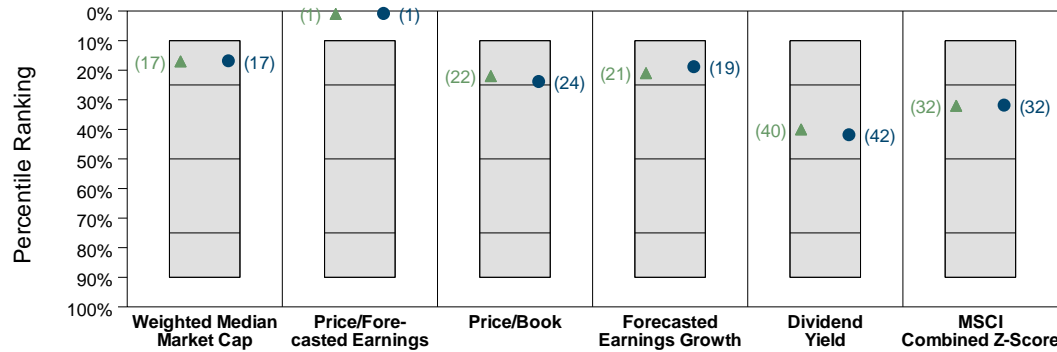 Percentile Ranking
0%
10%
20%
30%
40%
50%
60%
70%
80%
90%
100%
(17)
(17)
(1)
(1)
(22)
(24)
(21)
(19)
(40)
(42)
(32)
(32)
Weighted Median
Market Cap
Price/Fore-
casted Earnings
Price/Book
Forecasted
Earnings Growth
Dividend
Yield
MSCI
Combined Z-Score